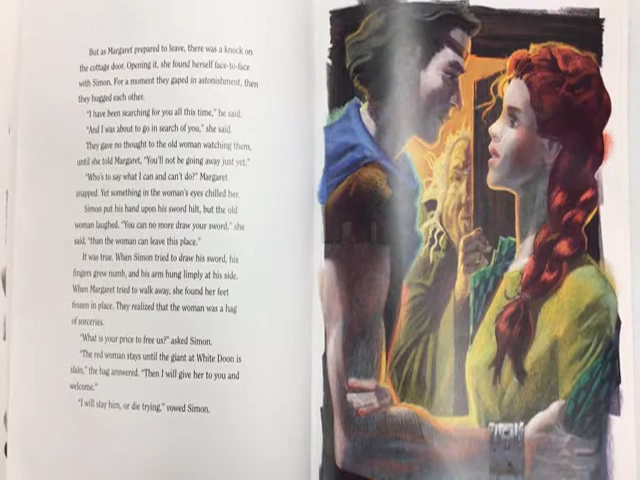 But as Margaret prepared to leave, there was a knock on
the cottage door. Opening it, she found herself face-to-face
with Simon. For a moment they gaped in astonishment, then
they hugged each other.
"I have been searching for you all this time," he said.
"And I was about to go in search of you," she said.
They gave no thought to the old woman watching them,
until she told Margaret, "You'll not be going away just yet."
"Who's to say what I can and can't do?" Margaret
snapped. Yet something in the woman's eyes chilled her.
Simon put his hand upon his sword hilt, but the old
woman laughed. "You can no more draw your sword," she
said, "than the woman can leave this place."
It was true. When Simon tried to draw his sword, his
fingers grew numb, and his arm hung limply at his side.
When Margaret tried to walk away, she found her feet
frozen in place. They realized that the woman was a hag
of sorceries.
"What is your price to free us?" asked Simon.
"The red woman stays until the giant at White Doon is
slain," the hag answered. "Then I will give her to you and
welcome."
"I will slay him, or die trying," vowed Simon.